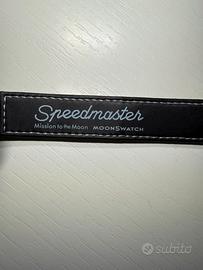 Speedmaster
Mission to the Moon MOONSWATCH
subito